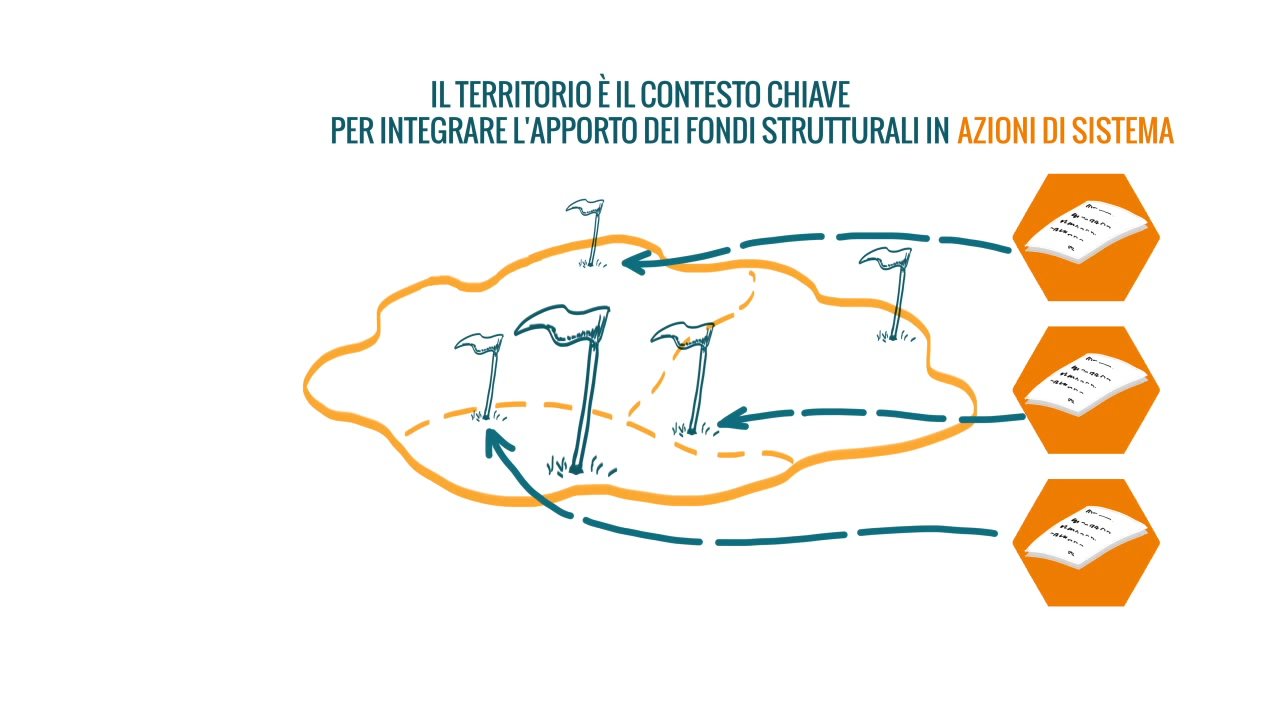 IL TERRITORIO È IL CONTESTO CHIAVE
PER INTEGRARE L'APPORTO DEI FONDI STRUTTURALI IN AZIONI DI SISTEMA